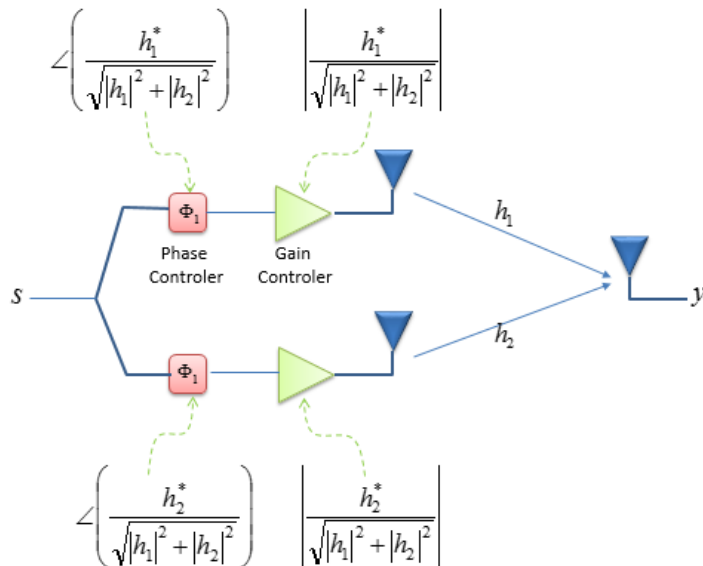 ∠(h₁* / √(|h₁|² + |h₂|²))
|h₁* / √(|h₁|² + |h₂|²)|
Φ₁
Phase
Controler
Gain
Controler
h₁
s
y
h₂
Φ₁
∠(h₂* / √(|h₁|² + |h₂|²))
|h₂* / √(|h₁|² + |h₂|²)|